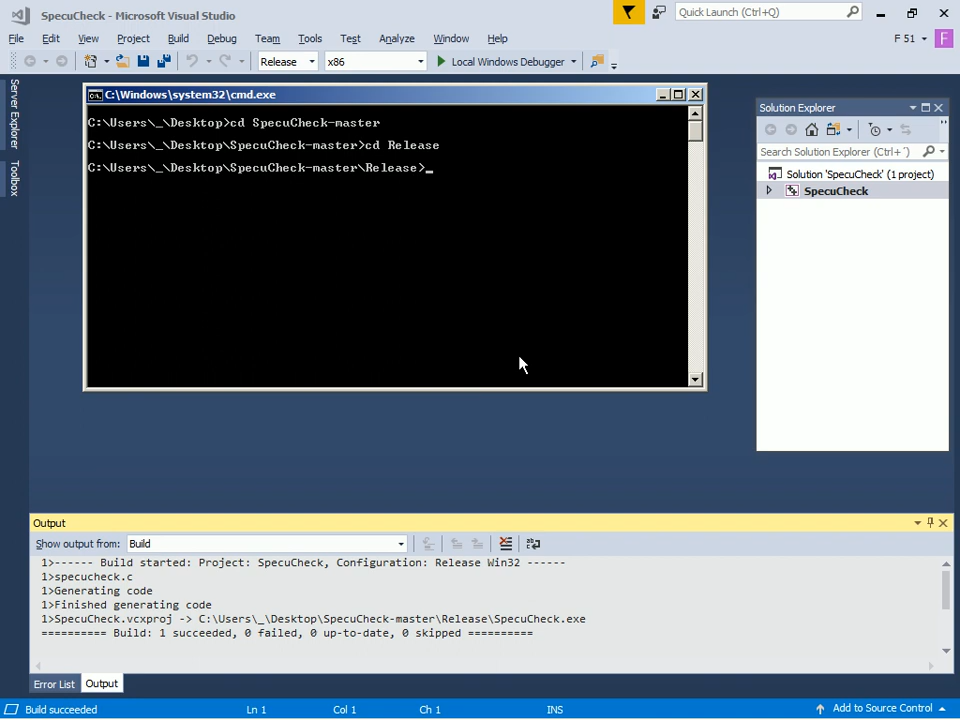 SpecuCheck - Microsoft Visual Studio
Quick Launch (Ctrl+Q)
File Edit View Project Build Debug Team Tools Test Analyze Window Help
F 51 F
Release x86 Local Windows Debugger
Server Explorer
Toolbox
C:\Windows\system32\cmd.exe
C:\Users\_\Desktop>cd SpecuCheck-master
C:\Users\_\Desktop\SpecuCheck-master>cd Release
C:\Users\_\Desktop\SpecuCheck-master\Release>_
Solution Explorer
Search Solution Explorer (Ctrl+´)
Solution 'SpecuCheck' (1 project)
SpecuCheck
Output
Show output from: Build
1>------ Build started: Project: SpecuCheck, Configuration: Release Win32 ------
1>specucheck.c
1>Generating code
1>Finished generating code
1>SpecuCheck.vcxproj -> C:\Users\_\Desktop\SpecuCheck-master\Release\SpecuCheck.exe
========== Build: 1 succeeded, 0 failed, 0 up-to-date, 0 skipped ==========
Error List Output
Build succeeded Ln 1 Col 1 Ch 1 INS Add to Source Control